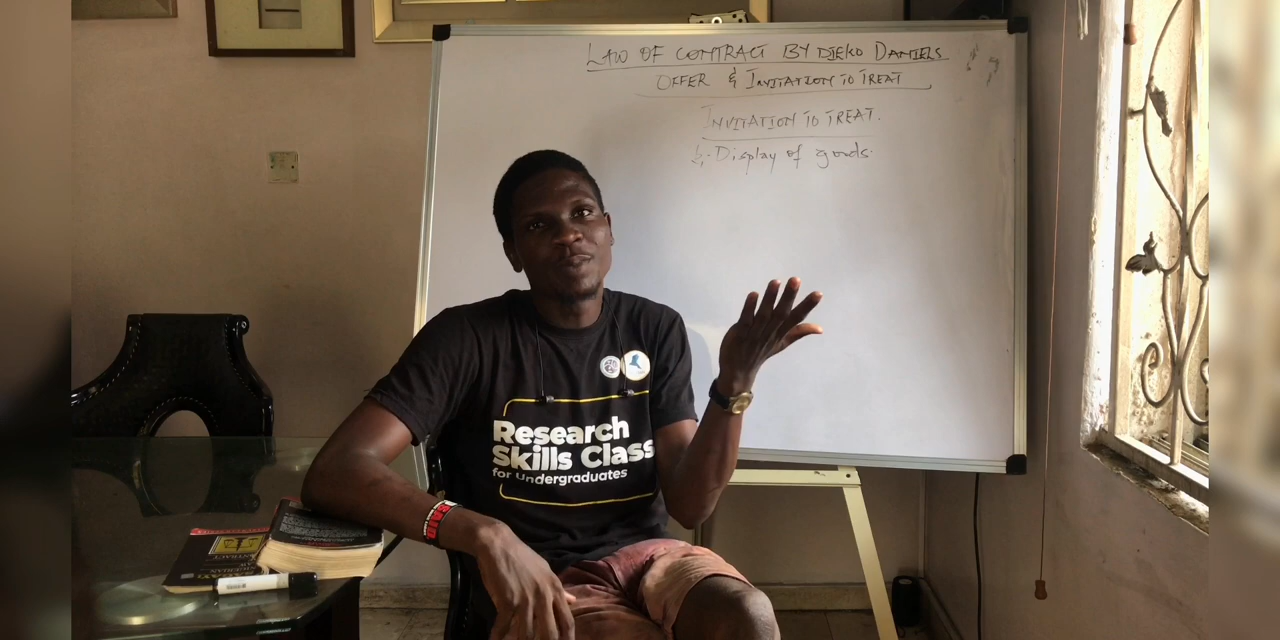 LAW OF CONTRACT BY DJEKO DANIELS
OFFER & INVITATION TO TREAT
INVITATION TO TREAT.
Display of goods.
Research
Skills Class
for Undergraduates